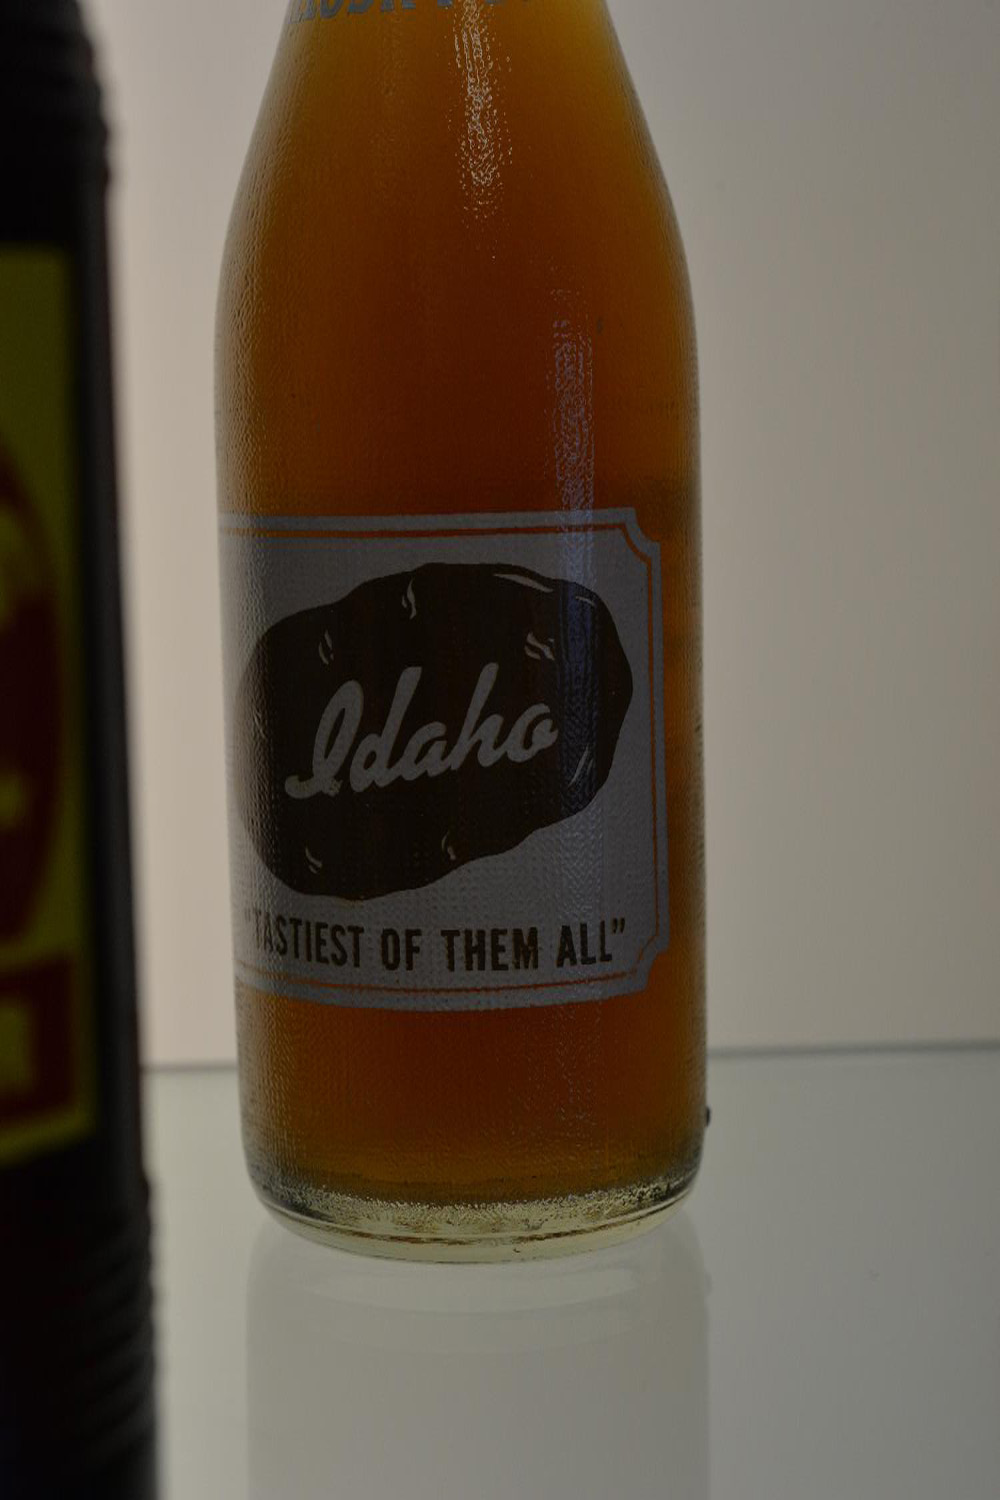 Idaho
"TASTIEST OF THEM ALL"